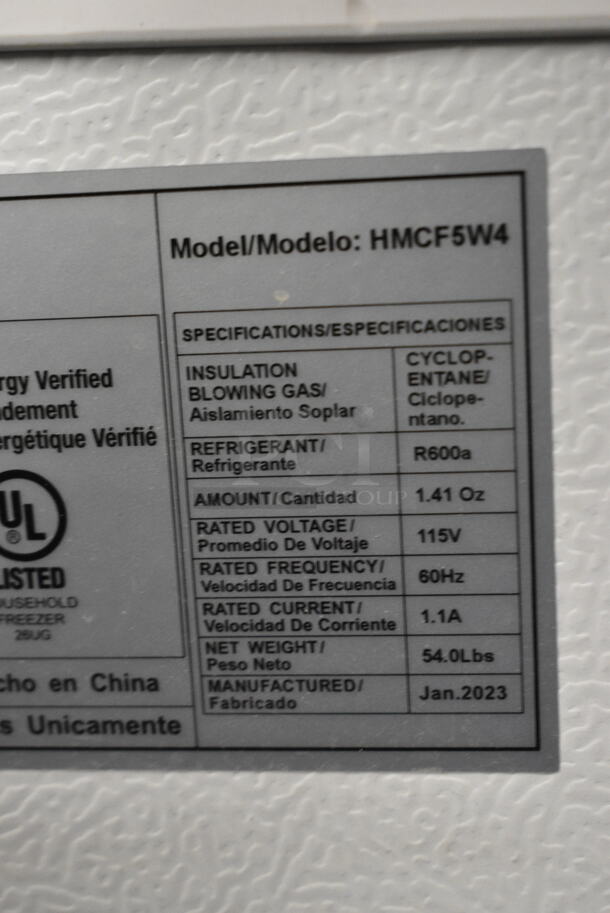 Model/Modelo: HMCF5W4
SPECIFICATIONS/ESPECIFICACIONES
INSULATION
BLOWING GAS/
Aislamiento Soplar
CYCLOP-
ENTANE/
Ciclope-
ntano.
REFRIGERANT/
Refrigerante
R600a
AMOUNT/Cantidad
1.41 Oz
RATED VOLTAGE/
Promedio De Voltaje
115V
RATED FREQUENCY/
Velocidad De Frecuencia
60Hz
RATED CURRENT/
Velocidad De Corriente
1.1A
NET WEIGHT/
Peso Neto
54.0Lbs
MANUFACTURED/
Fabricado
Jan.2023
rgy Verified
ndement
ergétique Vérifié
UL
®
ISTED
OUSEHOLD
FREEZER
26UG
cho en China
s Unicamente
GROUP